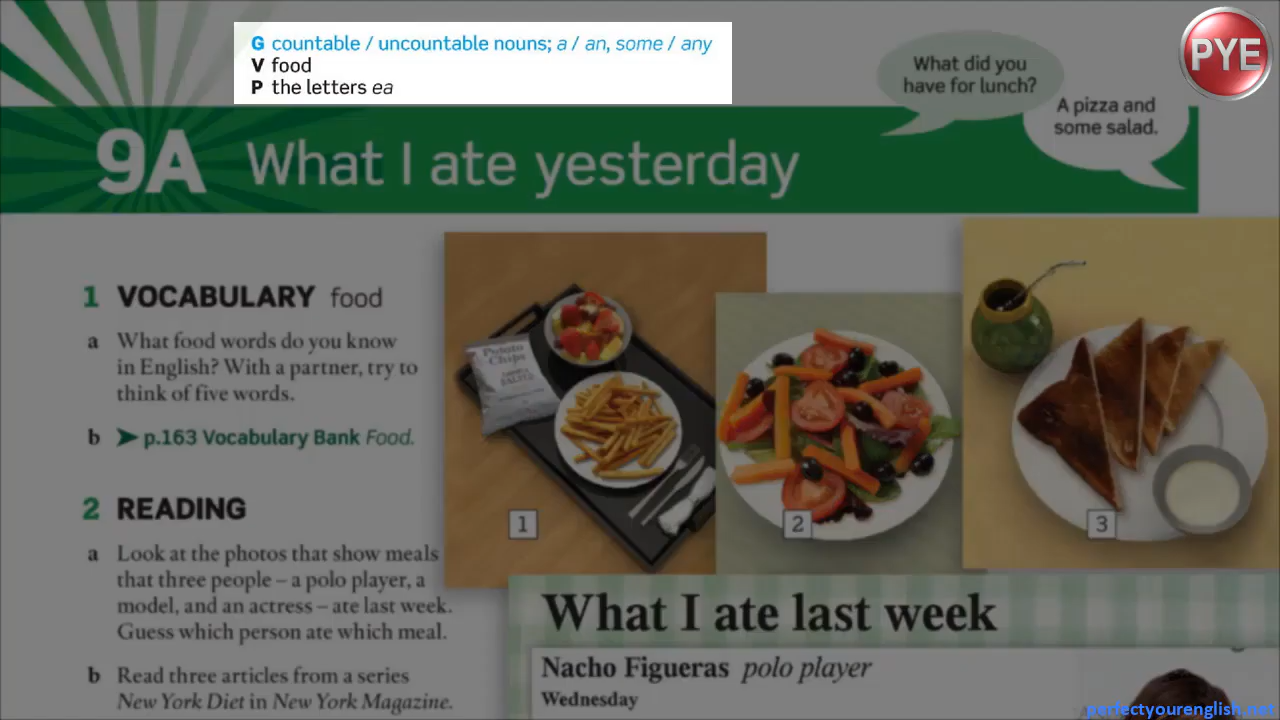 G countable / uncountable nouns; a / an, some / any
V food
P the letters ea
PYE
What did you
have for lunch?
A pizza and
some salad.
9A What I ate yesterday
1 VOCABULARY food
a What food words do you know
in English? With a partner, try to
think of five words.
b ➤ p.163 Vocabulary Bank Food.
2 READING
a Look at the photos that show meals
that three people – a polo player, a
model, and an actress – ate last week.
Guess which person ate which meal.
b Read three articles from a series
New York Diet in New York Magazine.
Potato
Chips
1
2
3
What I ate last week
Nacho Figueras polo player
Wednesday
perfectyourenglish.net